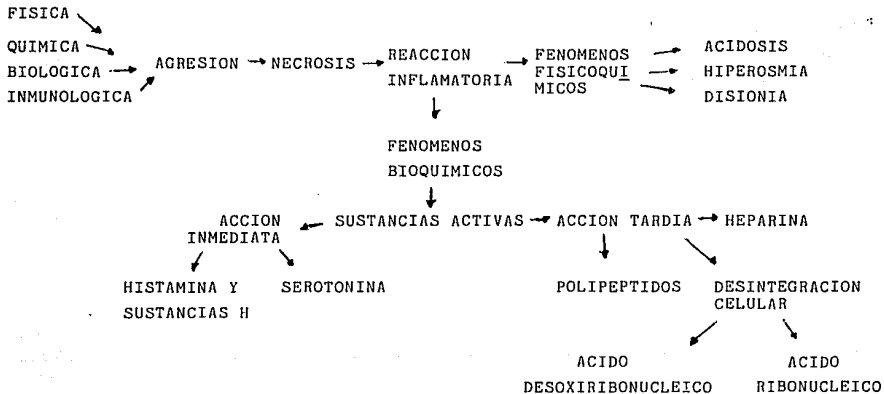 FISICA
QUIMICA
BIOLOGICA
INMUNOLOGICA
AGRESION
NECROSIS
REACCION
INFLAMATORIA
FENOMENOS
FISICOQUI
MICOS
ACIDOSIS
HIPEROSMIA
DISIONIA
FENOMENOS
BIOQUIMICOS
SUSTANCIAS ACTIVAS
ACCION
INMEDIATA
HISTAMINA Y
SUSTANCIAS H
SEROTONINA
ACCION TARDIA
HEPARINA
POLIPEPTIDOS
DESINTEGRACION
CELULAR
ACIDO
DESOXIRIBONUCLEICO
ACIDO
RIBONUCLEICO